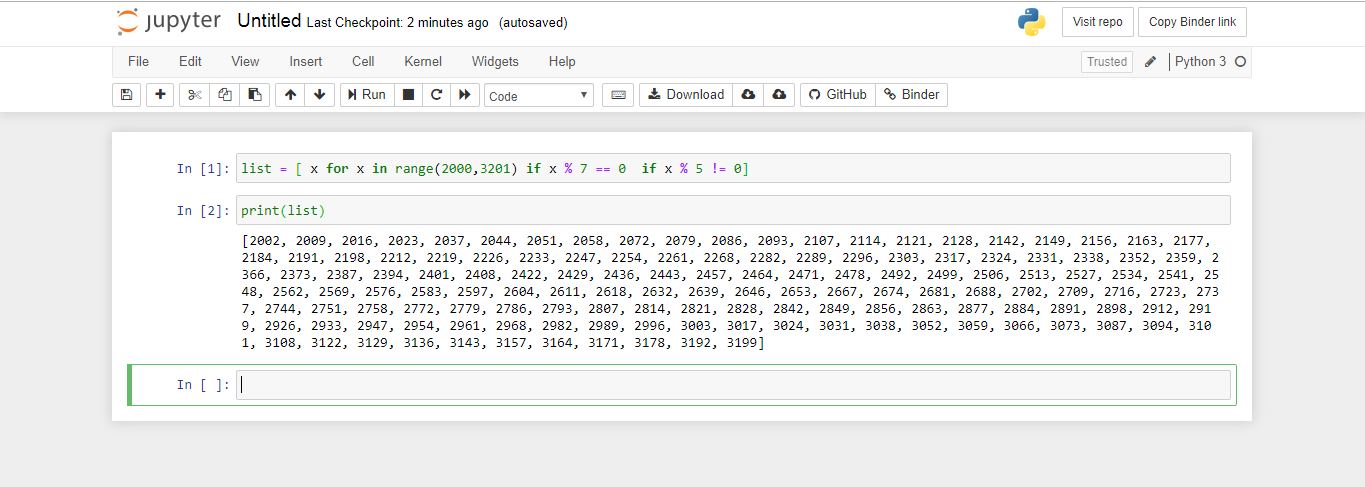 jupyter Untitled Last Checkpoint: 2 minutes ago (autosaved) Visit repo Copy Binder link
File Edit View Insert Cell Kernel Widgets Help Trusted Python 3
Run Code Download GitHub Binder
In [1]: list = [ x for x in range(2000,3201) if x % 7 == 0  if x % 5 != 0]
In [2]: print(list)
[2002, 2009, 2016, 2023, 2037, 2044, 2051, 2058, 2072, 2079, 2086, 2093, 2107, 2114, 2121, 2128, 2142, 2149, 2156, 2163, 2177,
2184, 2191, 2198, 2212, 2219, 2226, 2233, 2247, 2254, 2261, 2268, 2282, 2289, 2296, 2303, 2317, 2324, 2331, 2338, 2352, 2359, 2
366, 2373, 2387, 2394, 2401, 2408, 2422, 2429, 2436, 2443, 2457, 2464, 2471, 2478, 2492, 2499, 2506, 2513, 2527, 2534, 2541, 25
48, 2562, 2569, 2576, 2583, 2597, 2604, 2611, 2618, 2632, 2639, 2646, 2653, 2667, 2674, 2681, 2688, 2702, 2709, 2716, 2723, 273
7, 2744, 2751, 2758, 2772, 2779, 2786, 2793, 2807, 2814, 2821, 2828, 2842, 2849, 2856, 2863, 2877, 2884, 2891, 2898, 2912, 291
9, 2926, 2933, 2947, 2954, 2961, 2968, 2982, 2989, 2996, 3003, 3017, 3024, 3031, 3038, 3052, 3059, 3066, 3073, 3087, 3094, 310
1, 3108, 3122, 3129, 3136, 3143, 3157, 3164, 3171, 3178, 3192, 3199]
In [ ]: